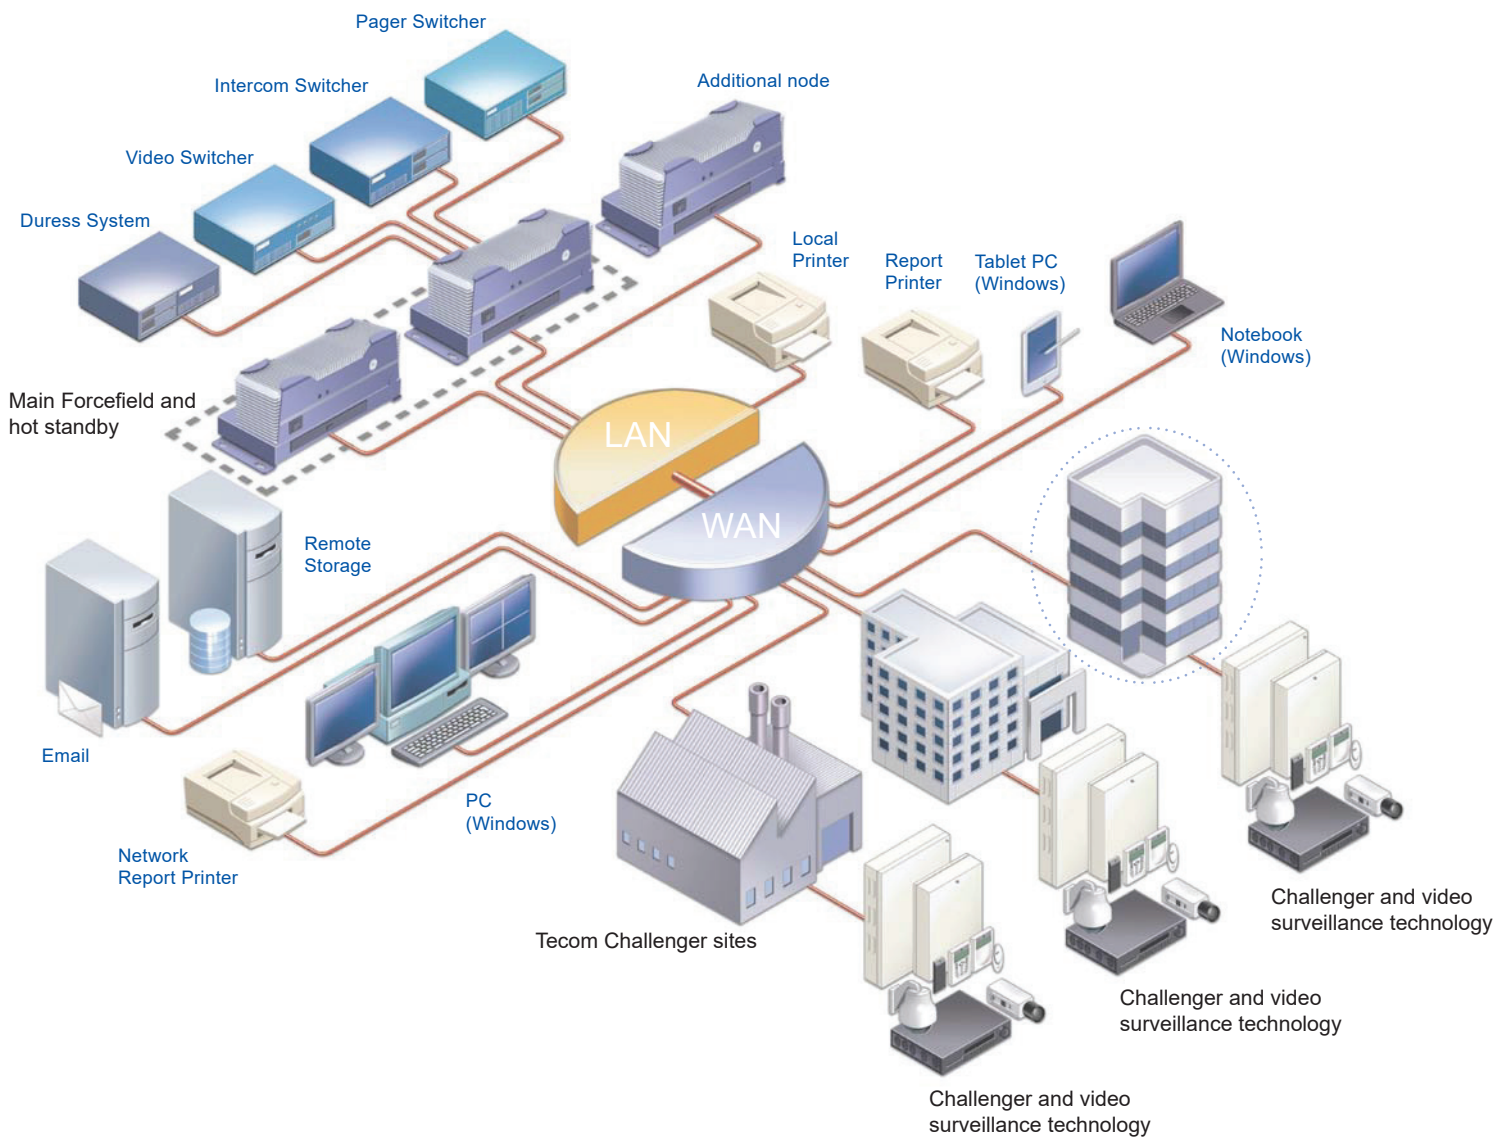 Pager Switcher
Intercom Switcher
Additional node
Video Switcher
Duress System
Local
Printer
Report
Printer
Tablet PC
(Windows)
Notebook
(Windows)
Main Forcefield and
hot standby
LAN
WAN
Remote
Storage
Email
PC
(Windows)
Network
Report Printer
Tecom Challenger sites
Challenger and video
surveillance technology
Challenger and video
surveillance technology
Challenger and video
surveillance technology